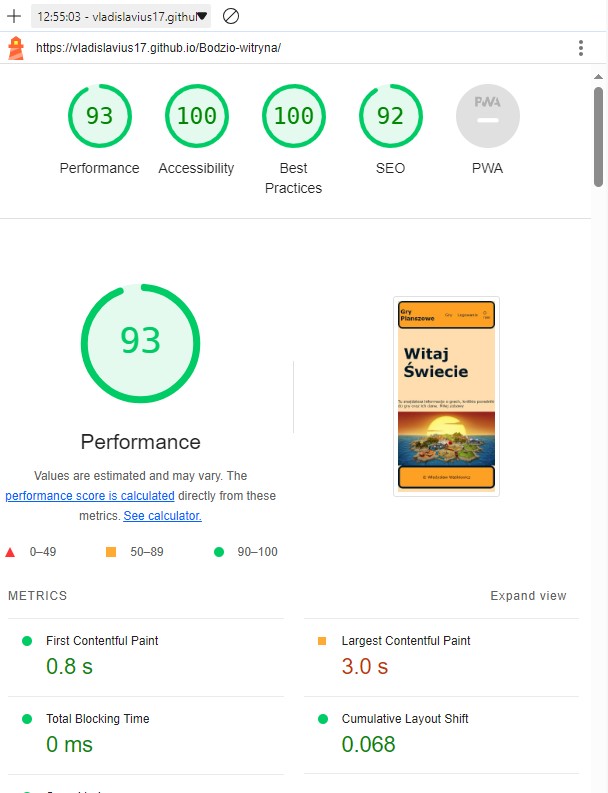 12:55:03 - vladislavius17.githul
https://vladislavius17.github.io/Bodzio-witryna/
93
100
100
92
PWA
Performance
Accessibility
Best
Practices
SEO
PWA
93
Performance
Values are estimated and may vary. The
performance score is calculated directly from these
metrics. See calculator.
0–49
50–89
90–100
Gry
Planszowe
Gry
Logowanie
Witaj
Świecie
METRICS
Expand view
First Contentful Paint
0.8 s
Largest Contentful Paint
3.0 s
Total Blocking Time
0 ms
Cumulative Layout Shift
0.068